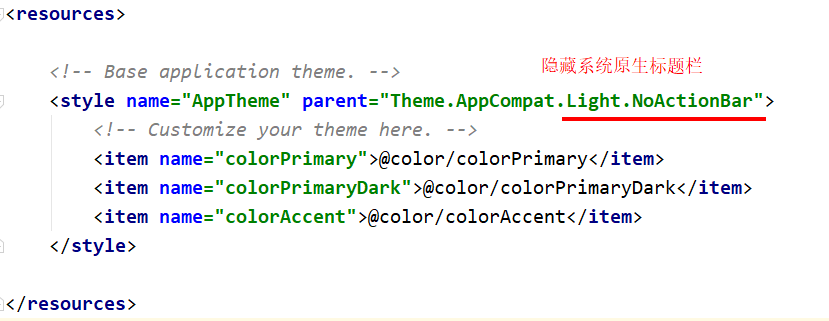 <resources>
<!-- Base application theme. -->
隐藏系统原生标题栏
<style name="AppTheme" parent="Theme.AppCompat.Light.NoActionBar">
<!-- Customize your theme here. -->
<item name="colorPrimary">@color/colorPrimary</item>
<item name="colorPrimaryDark">@color/colorPrimaryDark</item>
<item name="colorAccent">@color/colorAccent</item>
</style>
</resources>